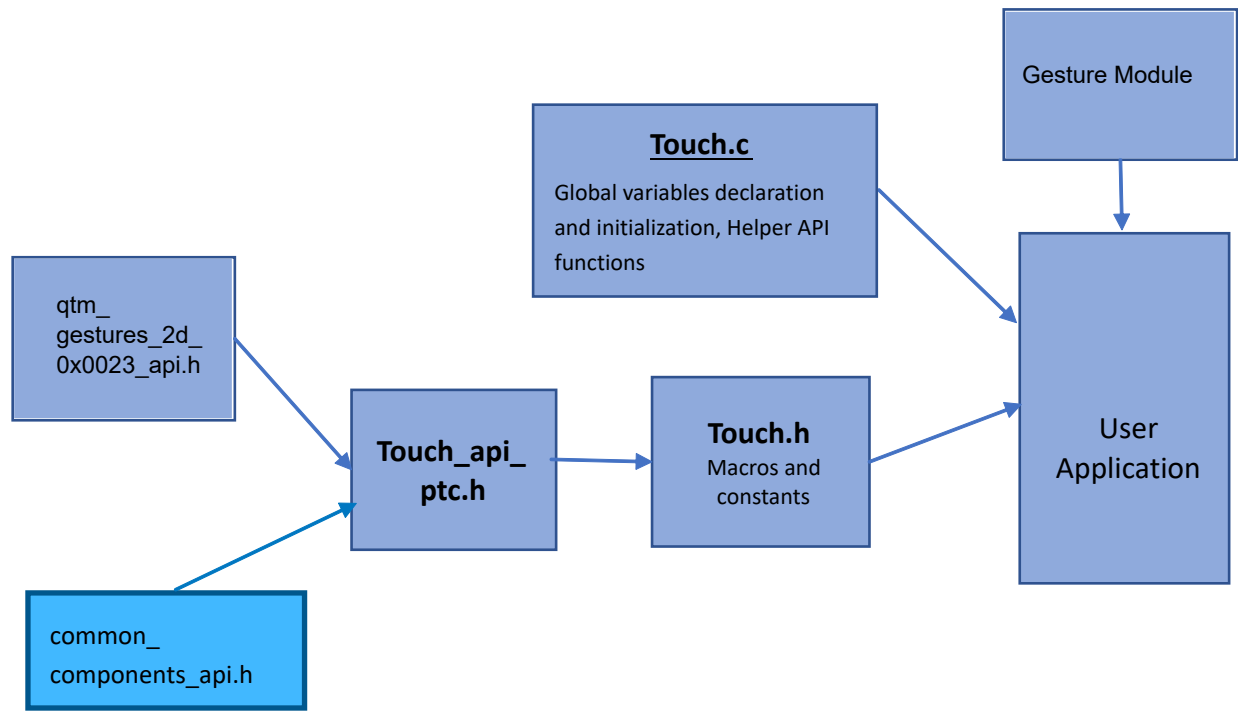 Gesture Module
Touch.c
Global variables declaration
and initialization, Helper API
functions
qtm_
gestures_2d_
0x0023_api.h
Touch_api_
ptc.h
Touch.h
Macros and
constants
User
Application
common_
components_api.h